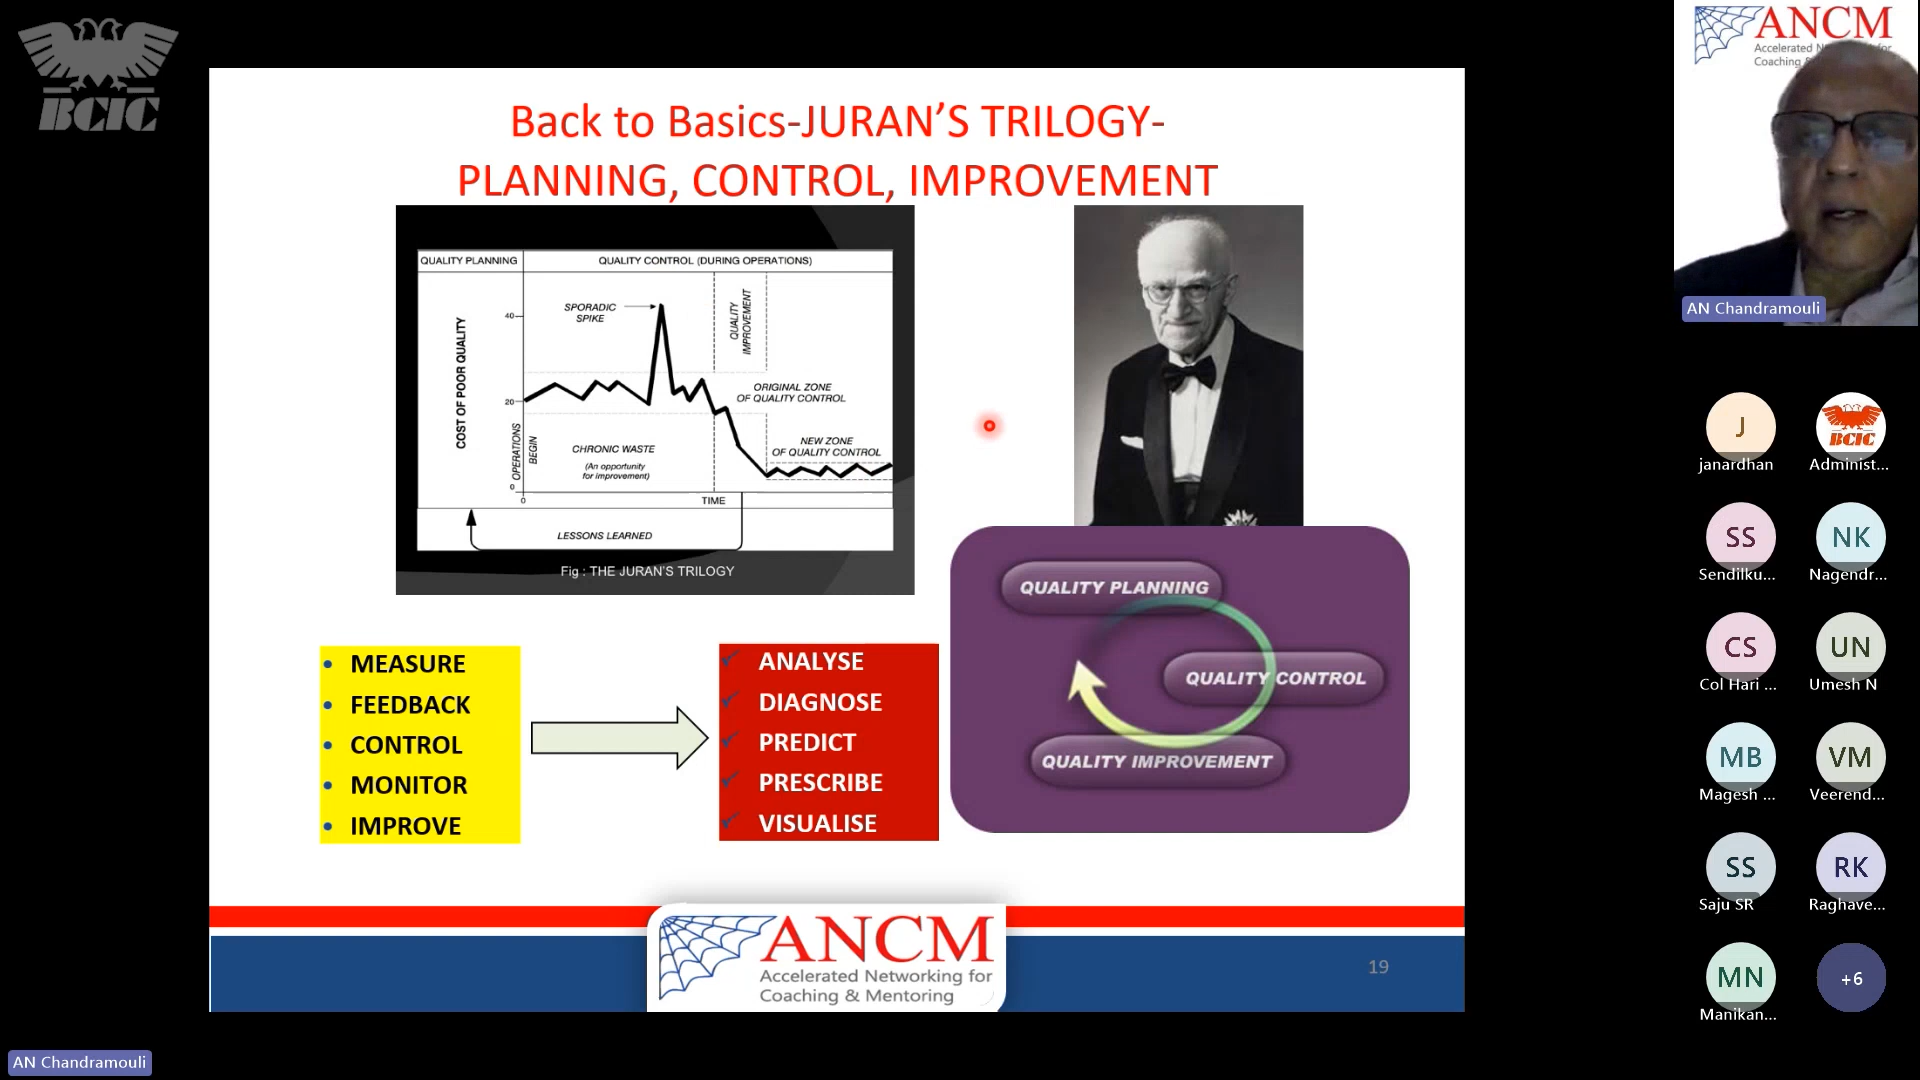 BCIC
Back to Basics-JURAN’S TRILOGY-
PLANNING, CONTROL, IMPROVEMENT
QUALITY PLANNING
QUALITY CONTROL (DURING OPERATIONS)
COST OF POOR QUALITY
40
20
0
0
OPERATIONS
BEGIN
SPORADIC
SPIKE
QUALITY
IMPROVEMENT
ORIGINAL ZONE
OF QUALITY CONTROL
CHRONIC WASTE
(An opportunity
for improvement)
NEW ZONE
OF QUALITY CONTROL
TIME
LESSONS LEARNED
Fig : THE JURAN'S TRILOGY
QUALITY PLANNING
QUALITY CONTROL
QUALITY IMPROVEMENT
MEASURE
FEEDBACK
CONTROL
MONITOR
IMPROVE
ANALYSE
DIAGNOSE
PREDICT
PRESCRIBE
VISUALISE
ANCM
Accelerated Networking for
Coaching & Mentoring
19
AN Chandramouli
ANCM
Accelerated
Coaching
AN Chandramouli
J
janardhan
BCIC
Administ...
SS
Sendilku...
NK
Nagendr...
CS
Col Hari ...
UN
Umesh N
MB
Magesh ...
VM
Veerend...
SS
Saju SR
RK
Raghave...
MN
Manikan...
+6